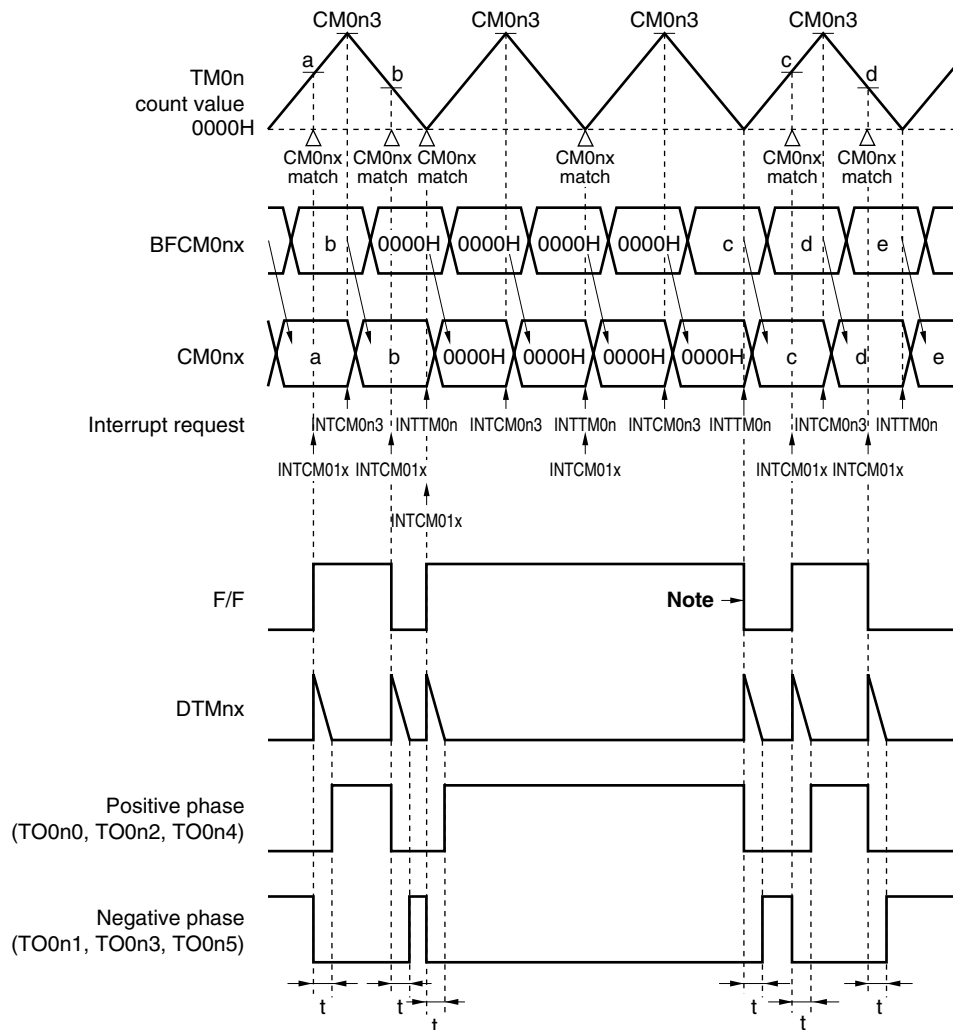 CM0n3 CM0n3 CM0n3 CM0n3
a b c d
TM0n
count value
0000H
CM0nx CM0nx CM0nx CM0nx CM0nx CM0nx
match match match match match match
BFCM0nx b 0000H 0000H 0000H 0000H c d e
CM0nx a b 0000H 0000H 0000H 0000H c d e
Interrupt request INTCM0n3 INTTM0n INTCM0n3 INTTM0n INTCM0n3 INTTM0n INTCM0n3 INTTM0n
INTCM01x INTCM01x INTCM01x INTCM01x INTCM01x
INTCM01x
F/F Note
DTMnx
Positive phase
(TO0n0, TO0n2, TO0n4)
Negative phase
(TO0n1, TO0n3, TO0n5)
t t t t t t